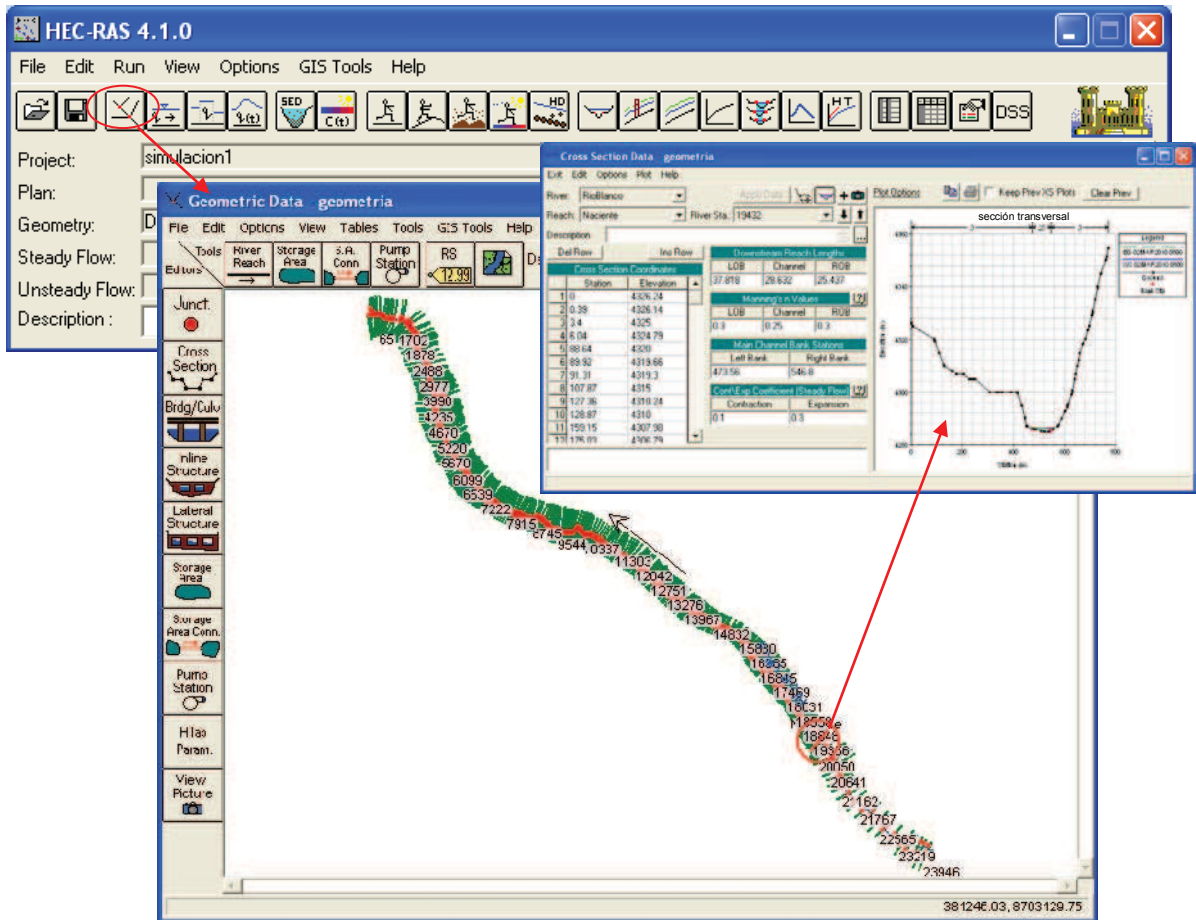 HEC-RAS 4.1.0
File Edit Run View Options GIS Tools Help
SED C(t) HD HT DSS
Project: simulacion1
Plan:
Geometry:
Steady Flow:
Unsteady Flow:
Description :
Geometric Data - geometria
File Edit Options View Tables Tools GIS Tools Help
Tools
Editors
River Reach
Storage Area
S.A. Conn
Pump Station
RS
12.99
Junct.
Cross Section
Brdg/Culv
Inline Structure
Lateral Structure
Storage Area
Storage Area Conn.
Pump Station
HTab Param.
View Picture
1702
1878
2488
2977
3990
4235
4670
5220
5670
6099
6539
7222
7915
9544
11303
12042
12751
13276
13967
14832
15830
17469
18031
20050
20641
21162
21767
22565
23219
23946
381246.03, 8703129.75
Cross Section Data - geometria
Exit Edit Options Plot Help
River: RioBlanco
Apply Data
Plot Options
Keep Prev XS Plots
Clear Prev
Reach: Naciente
River Sta.: 19432
Description
Del Row
Ins Row
Cross Section Coordinates
Station Elevation
1 0 4326.24
2 0.39 4326.14
3 3.4 4325
4 6.04 4324.79
5 88.64 4320
6 89.92 4319.66
7 91.31 4319.3
8 107.87 4315
9 127.36 4310.24
10 128.87 4310
11 159.15 4307.98
Downstream Reach Lengths
LOB Channel ROB
37.818 28.632 25.437
Manning's n Values
LOB Channel ROB
0.3 0.25 0.3
Main Channel Bank Stations
Left Bank Right Bank
473.56 546.8
Cont\Exp Coefficient (Steady Flow)
Contraction Expansion
0.1 0.3
sección transversal
Legend